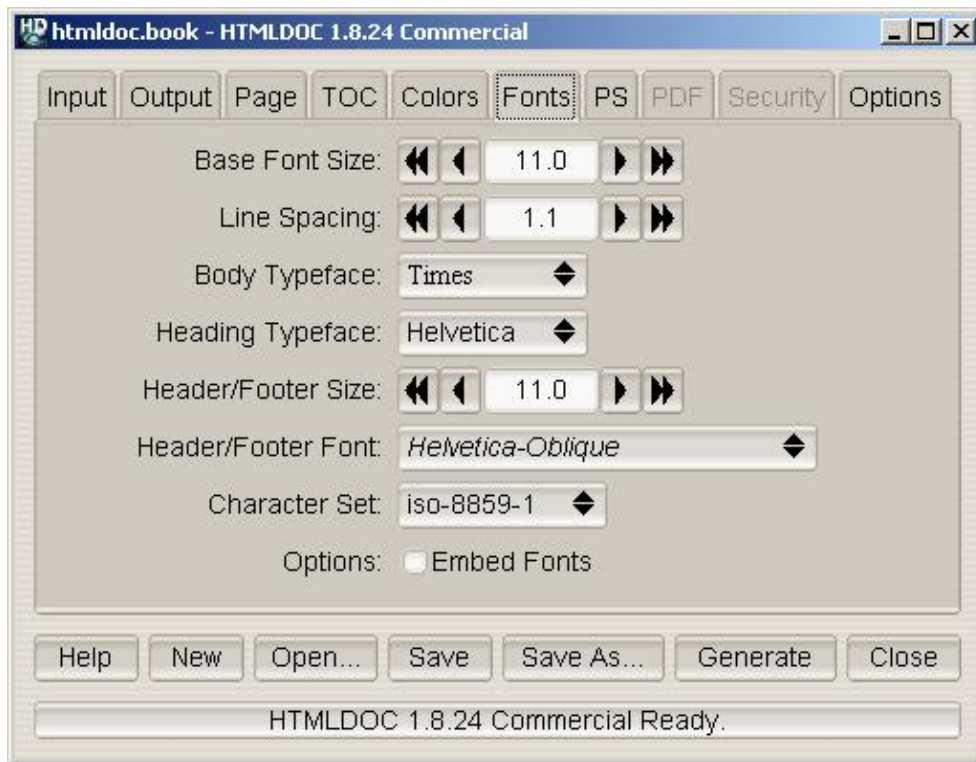 HD htmldoc.book - HTMLDOC 1.8.24 Commercial
Input Output Page TOC Colors Fonts PS PDF Security Options
Base Font Size: 11.0
Line Spacing: 1.1
Body Typeface: Times
Heading Typeface: Helvetica
Header/Footer Size: 11.0
Header/Footer Font: Helvetica-Oblique
Character Set: iso-8859-1
Options: Embed Fonts
Help New Open... Save Save As... Generate Close
HTMLDOC 1.8.24 Commercial Ready.